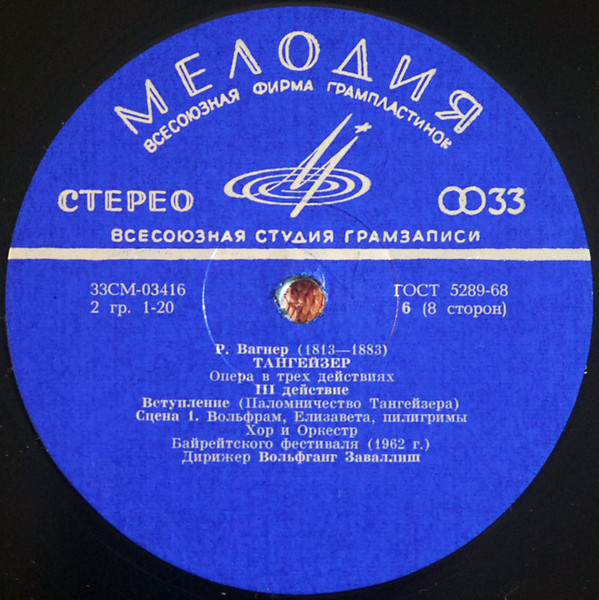 МЕЛОДИЯ
ВСЕСОЮЗНАЯ ФИРМА ГРАМПЛАСТИНОК
СТЕРЕО
33
ВСЕСОЮЗНАЯ СТУДИЯ ГРАМЗАПИСИ
33СМ-03416 ГОСТ 5289-68
2 гр. 1-20 6 (8 сторон)
Р. Вагнер (1813—1883)
ТАНГЕЙЗЕР
Опера в трех действиях
III действие
Вступление (Паломничество Тангейзера)
Сцена 1. Вольфрам, Елизавета, пилигримы
Хор и Оркестр
Байрейтского фестиваля (1962 г.)
Дирижер Вольфганг Заваллиш